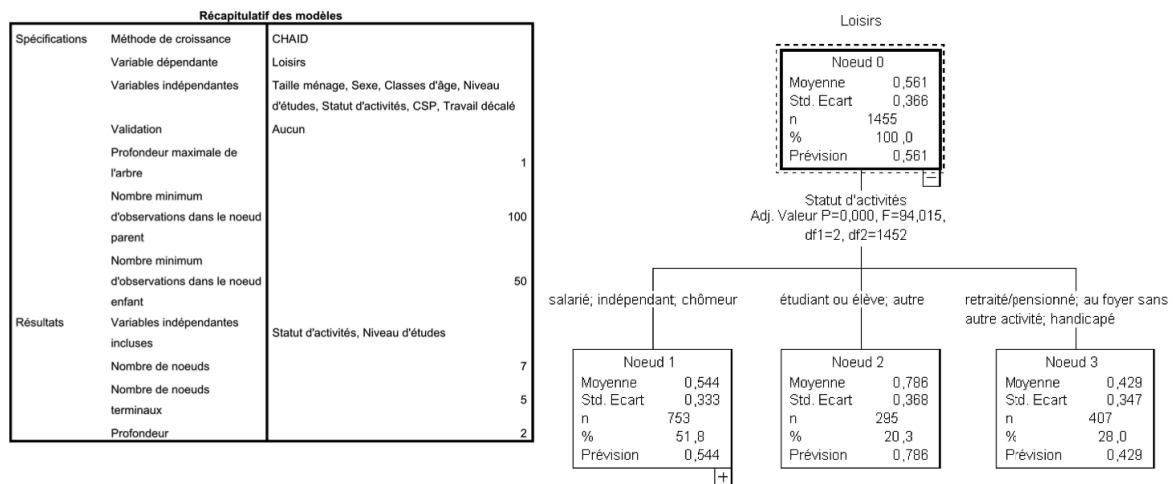 Récapitulatif des modèles
Spécifications Méthode de croissance CHAID
Variable dépendante Loisirs
Variables indépendantes Taille ménage, Sexe, Classes d'âge, Niveau
d'études, Statut d'activités, CSP, Travail décalé
Validation Aucun
Profondeur maximale de
l'arbre 1
Nombre minimum
d'observations dans le noeud 100
parent
Nombre minimum
d'observations dans le noeud 50
enfant
Résultats Variables indépendantes
incluses Statut d'activités, Niveau d'études
Nombre de noeuds 7
Nombre de noeuds
terminaux 5
Profondeur 2
Loisirs
Noeud 0
Moyenne 0,561
Std. Ecart 0,366
n 1455
% 100 ,0
Prévision 0,561
Statut d'activités
Adj. Valeur P=0,000, F=94,015,
df1=2, df2=1452
salarié; indépendant; chômeur
Noeud 1
Moyenne 0,544
Std. Ecart 0,333
n 753
% 51 ,8
Prévision 0,544
étudiant ou élève; autre
Noeud 2
Moyenne 0,786
Std. Ecart 0,368
n 295
% 20 ,3
Prévision 0,786
retraité/pensionné; au foyer sans
autre activité; handicapé
Noeud 3
Moyenne 0,429
Std. Ecart 0,347
n 407
% 28 ,0
Prévision 0,429